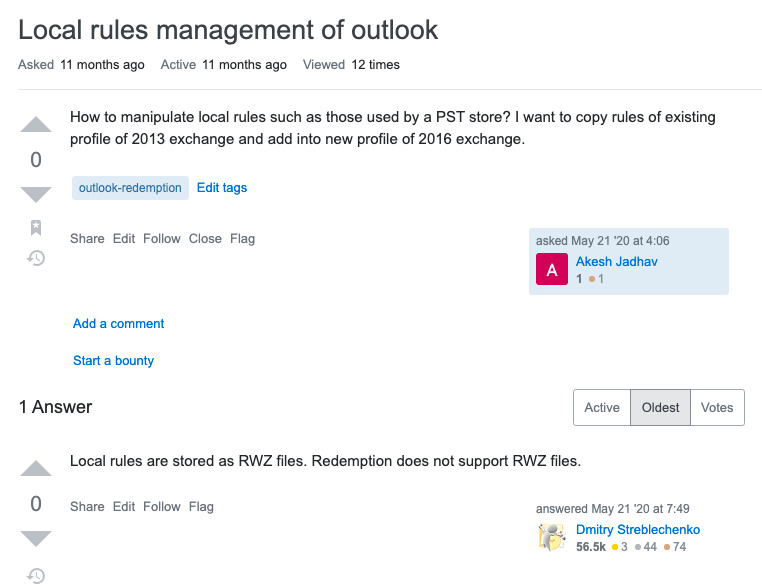 Local rules management of outlook
Asked 11 months ago Active 11 months ago Viewed 12 times
How to manipulate local rules such as those used by a PST store? I want to copy rules of existing
profile of 2013 exchange and add into new profile of 2016 exchange.
0
outlook-redemption Edit tags
Share Edit Follow Close Flag
asked May 21 '20 at 4:06
A
Akesh Jadhav
1 1
Add a comment
Start a bounty
1 Answer
Active Oldest Votes
Local rules are stored as RWZ files. Redemption does not support RWZ files.
0
Share Edit Follow Flag
answered May 21 '20 at 7:49
Dmitry Streblechenko
56.5k 3 44 74